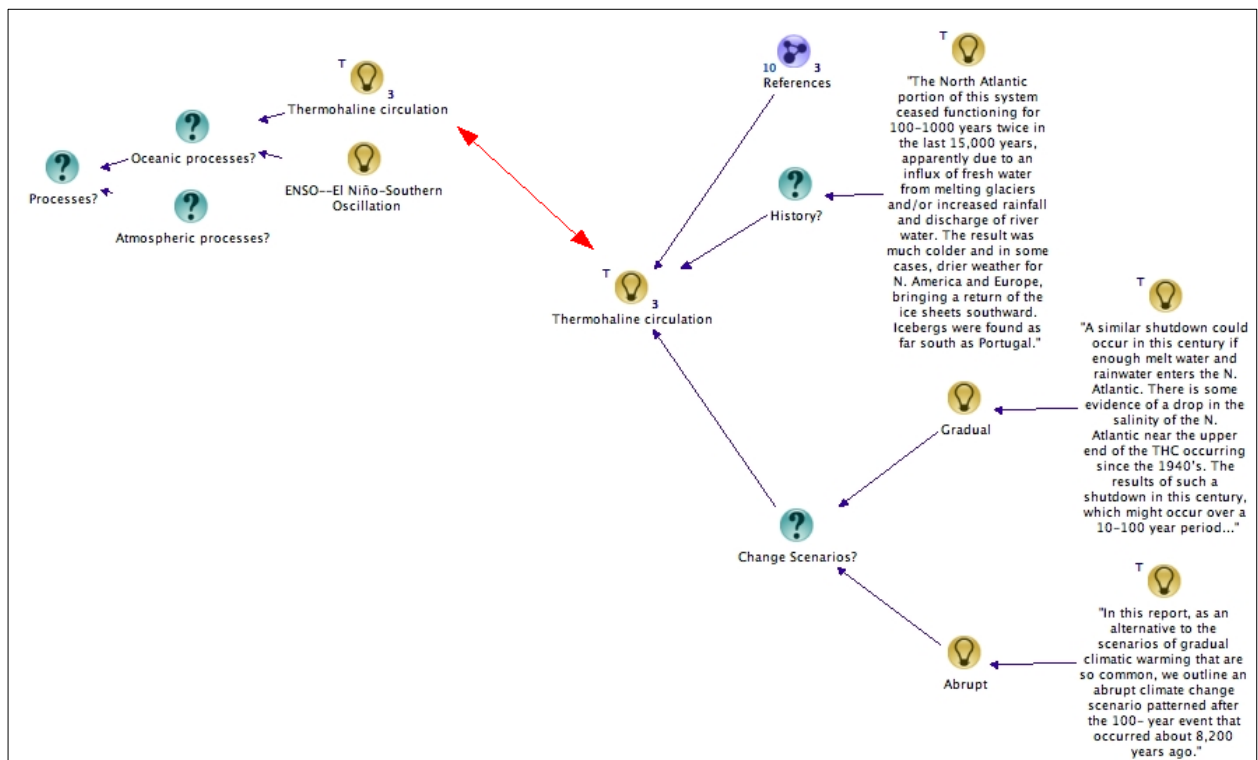 T
3
Thermohaline circulation
Oceanic processes?
Processes?
ENSO--El Niño-Southern
Oscillation
Atmospheric processes?
10 3
References
T
"The North Atlantic
portion of this system
ceased functioning for
100-1000 years twice in
the last 15,000 years,
apparently due to an
influx of fresh water
from melting glaciers
and/or increased rainfall
and discharge of river
water. The result was
much colder and in some
cases, drier weather for
N. America and Europe,
bringing a return of the
ice sheets southward.
Icebergs were found as
far south as Portugal."
History?
T
3
Thermohaline circulation
T
"A similar shutdown could
occur in this century if
enough melt water and
rainwater enters the N.
Atlantic. There is some
evidence of a drop in the
salinity of the N.
Atlantic near the upper
end of the THC occurring
since the 1940's. The
results of such a
shutdown in this century,
which might occur over a
10-100 year period..."
Gradual
Change Scenarios?
T
"In this report, as an
alternative to the
scenarios of gradual
climatic warming that are
so common, we outline an
abrupt climate change
scenario patterned after
the 100- year event that
occurred about 8,200
years ago."
Abrupt